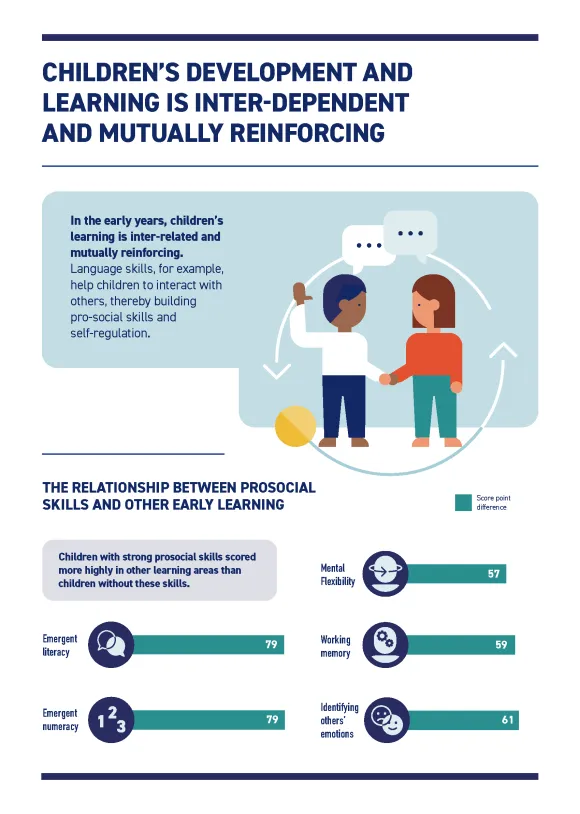 CHILDREN'S DEVELOPMENT AND
LEARNING IS INTER-DEPENDENT
AND MUTUALLY REINFORCING
In the early years, children's
learning is inter-related and
mutually reinforcing.
Language skills, for example,
help children to interact with
others, thereby building
pro-social skills and
self-regulation.
THE RELATIONSHIP BETWEEN PROSOCIAL
SKILLS AND OTHER EARLY LEARNING
Score point
difference
Children with strong prosocial skills scored
more highly in other learning areas than
children without these skills.
Emergent
literacy
79
Emergent
numeracy
1 2 3
79
Mental
Flexibility
57
Working
memory
59
Identifying
others'
emotions
61